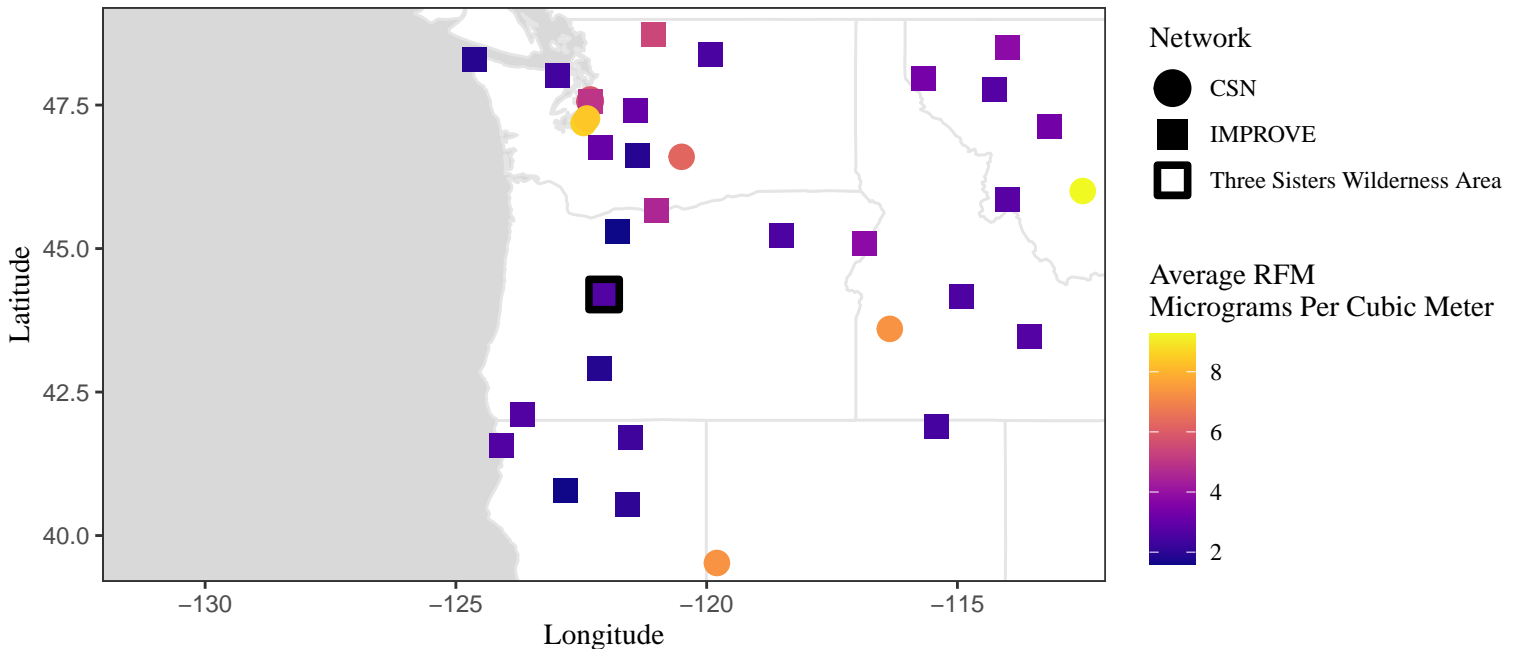 47.5
45.0
42.5
40.0
Latitude
−130
−125
−120
−115
Longitude
Network
CSN
IMPROVE
Three Sisters Wilderness Area
Average RFM
Micrograms Per Cubic Meter
8
6
4
2